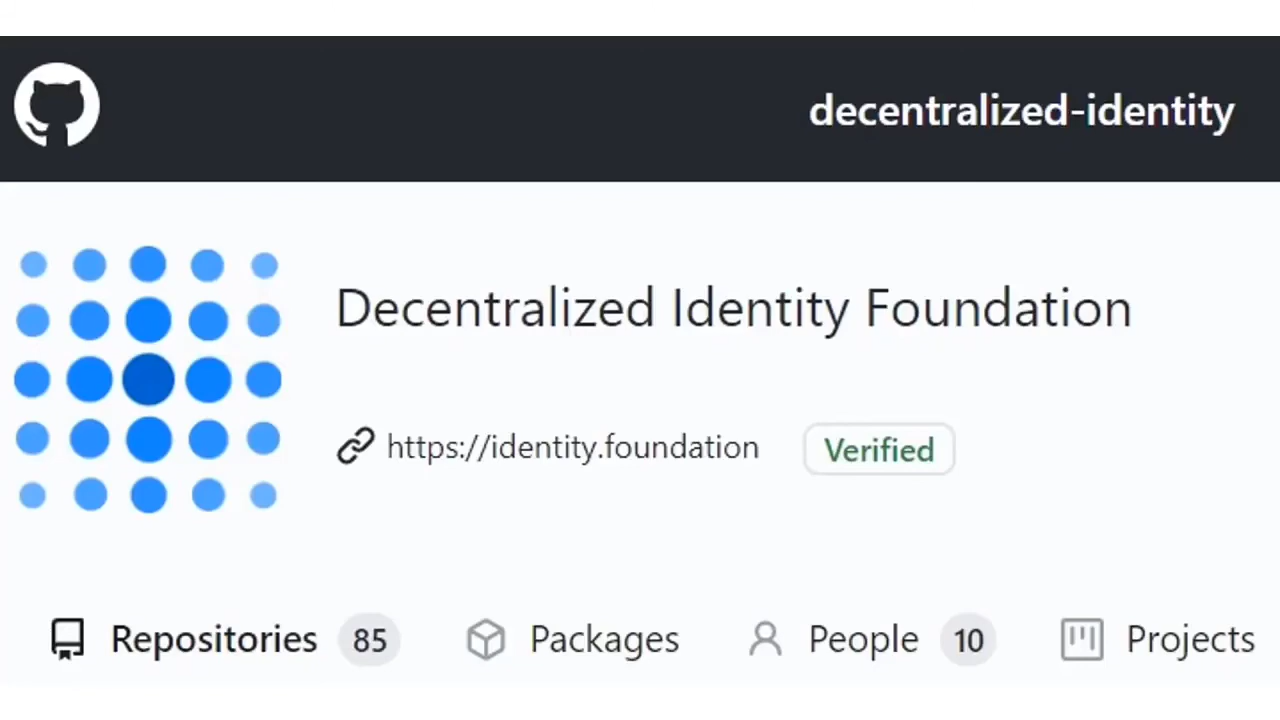 decentralized-identity
Decentralized Identity Foundation
https://identity.foundation Verified
Repositories 85 Packages People 10 Projects